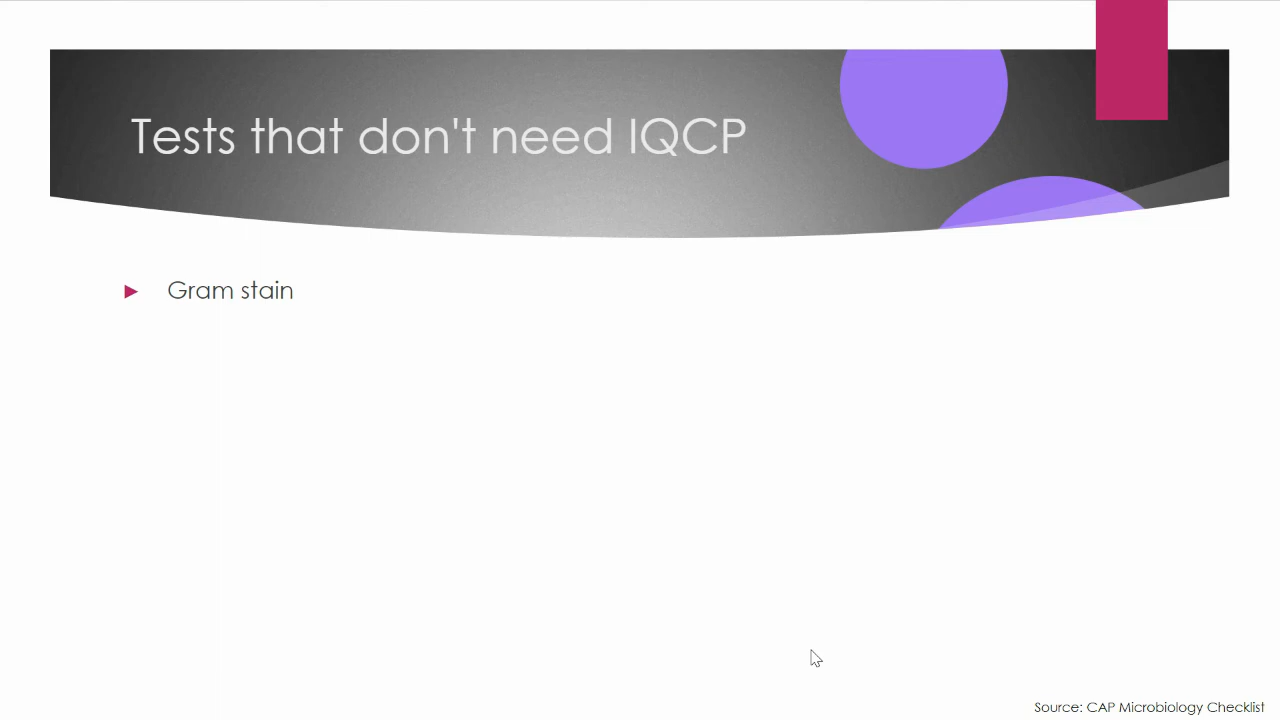 Tests that don't need IQCP
Gram stain
Source: CAP Microbiology Checklist